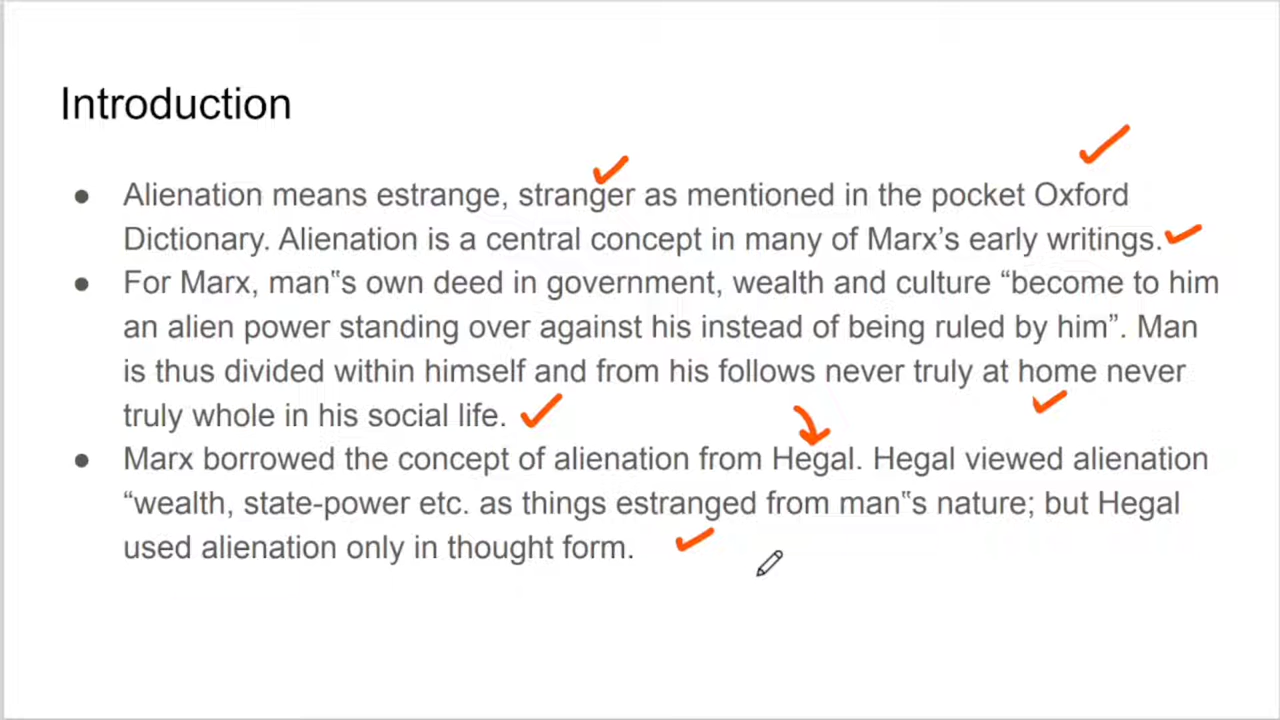 Introduction
● Alienation means estrange, stranger as mentioned in the pocket Oxford
Dictionary. Alienation is a central concept in many of Marx’s early writings.
● For Marx, man‟s own deed in government, wealth and culture “become to him
an alien power standing over against his instead of being ruled by him”. Man
is thus divided within himself and from his follows never truly at home never
truly whole in his social life.
● Marx borrowed the concept of alienation from Hegal. Hegal viewed alienation
“wealth, state-power etc. as things estranged from man‟s nature; but Hegal
used alienation only in thought form.